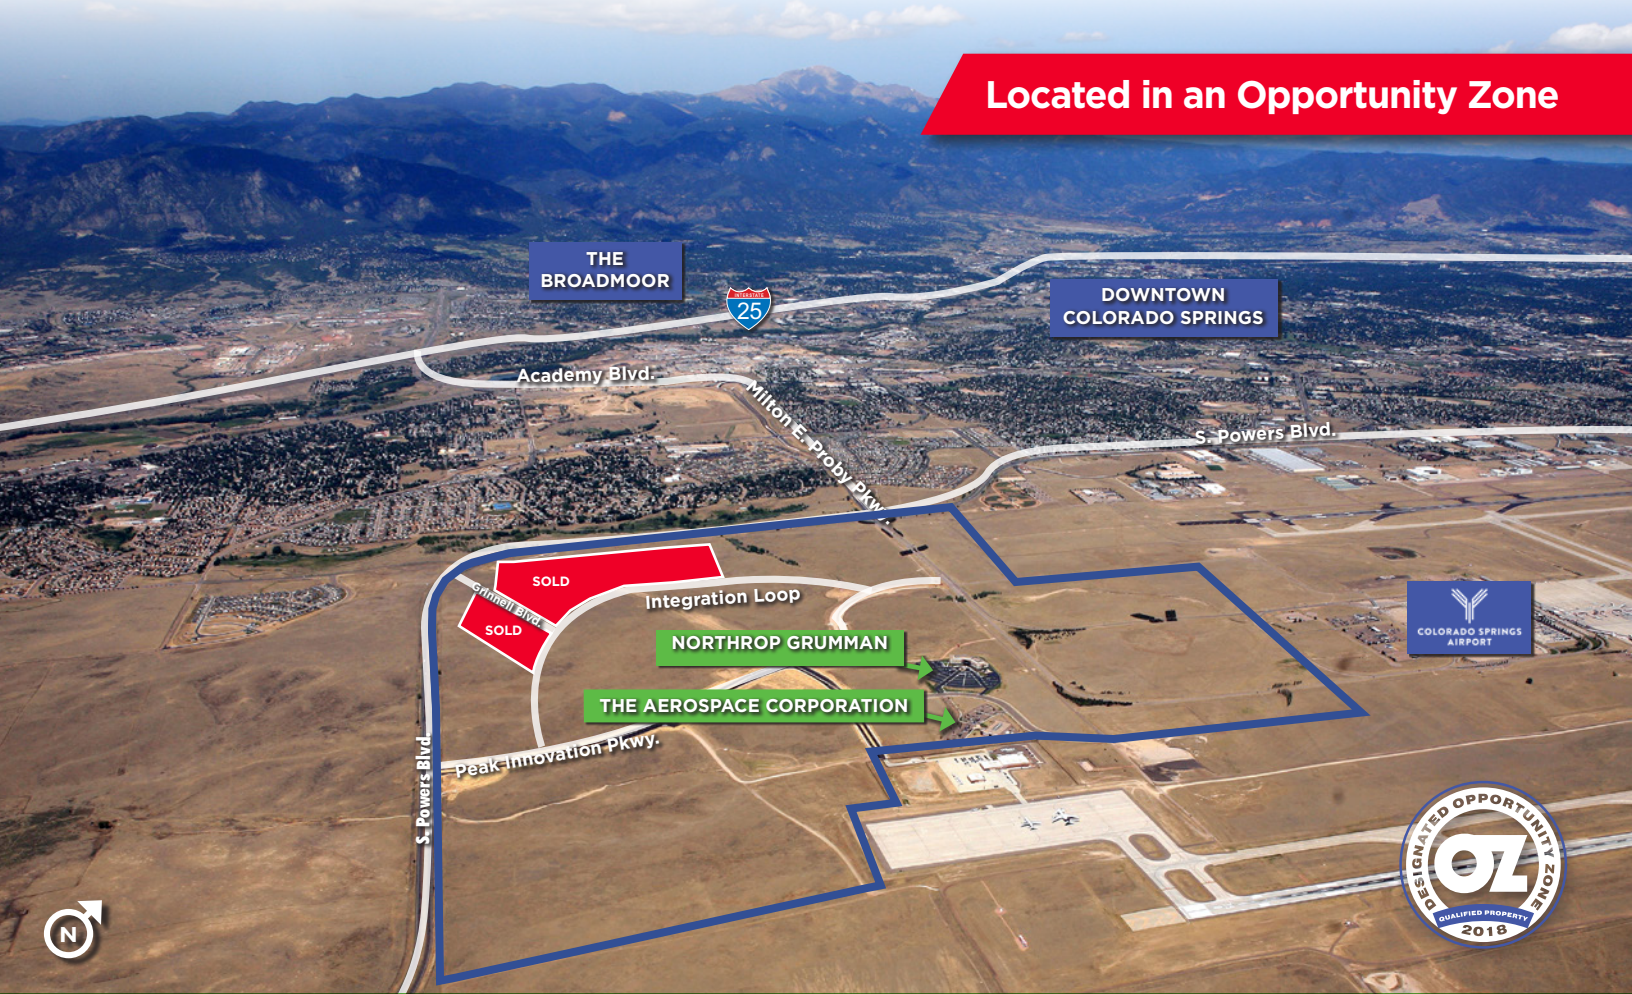 Located in an Opportunity Zone
THE
BROADMOOR
INTERSTATE
25
DOWNTOWN
COLORADO SPRINGS
Academy Blvd.
Milton E. Proby Pkwy.
S. Powers Blvd.
SOLD
Grinnell Blvd.
SOLD
Integration Loop
NORTHROP GRUMMAN
THE AEROSPACE CORPORATION
COLORADO SPRINGS
AIRPORT
Peak Innovation Pkwy.
S. Powers Blvd.
N
DESIGNATED OPPORTUNITY ZONE
OZ
QUALIFIED PROPERTY
2018